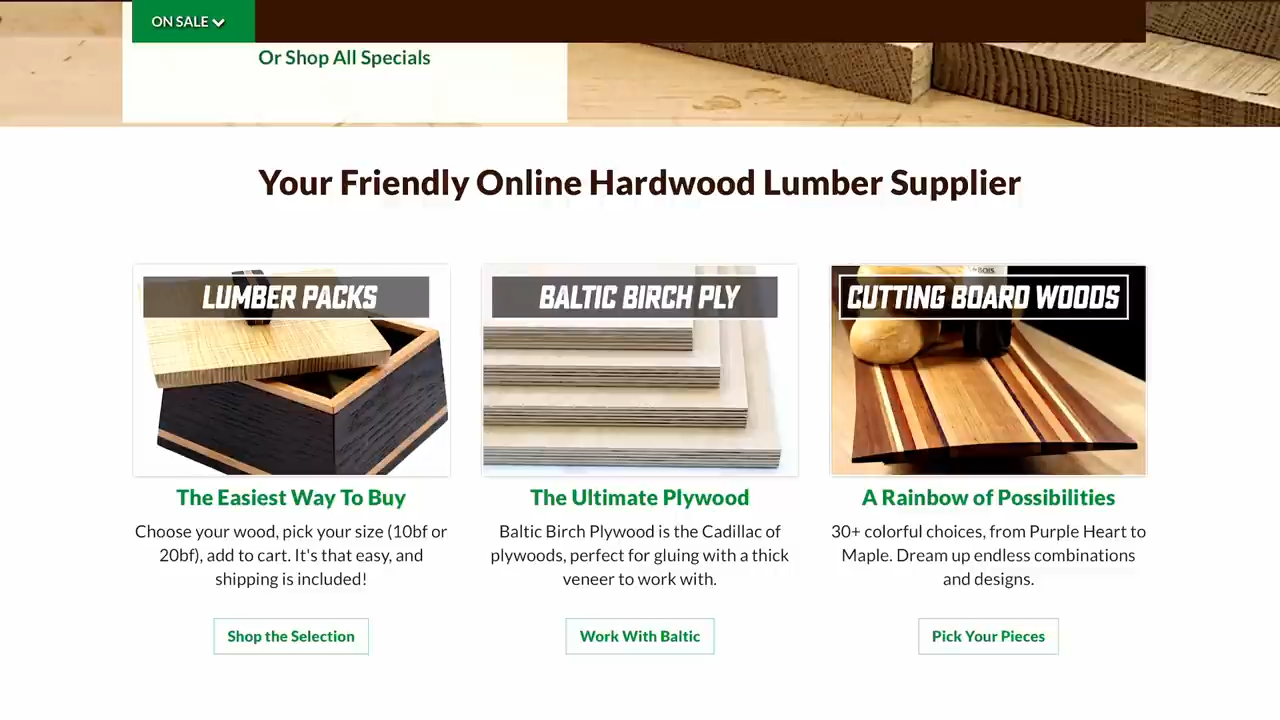 ON SALE
Or Shop All Specials
Your Friendly Online Hardwood Lumber Supplier
LUMBER PACKS
BALTIC BIRCH PLY
CUTTING BOARD WOODS
The Easiest Way To Buy
Choose your wood, pick your size (10bf or
20bf), add to cart. It's that easy, and
shipping is included!
Shop the Selection
The Ultimate Plywood
Baltic Birch Plywood is the Cadillac of
plywoods, perfect for gluing with a thick
veneer to work with.
Work With Baltic
A Rainbow of Possibilities
30+ colorful choices, from Purple Heart to
Maple. Dream up endless combinations
and designs.
Pick Your Pieces